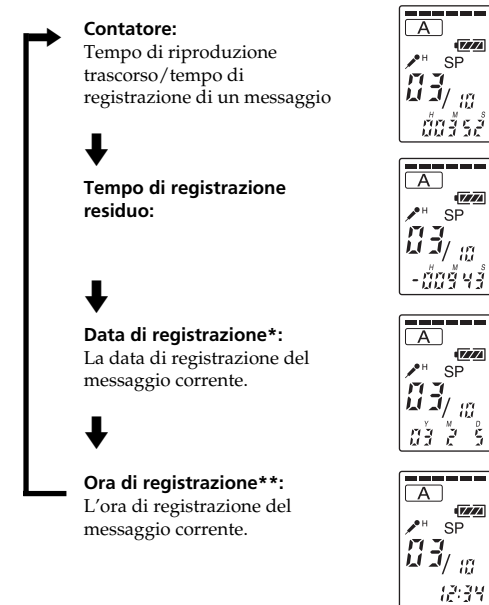 Contatore:
Tempo di riproduzione
trascorso/tempo di
registrazione di un messaggio
A
H SP
03/ 10
H M S
00352
Tempo di registrazione
residuo:
A
H SP
03/ 10
H M S
-00943
Data di registrazione*:
La data di registrazione del
messaggio corrente.
A
H SP
03/ 10
Y M D
03 2 5
Ora di registrazione**:
L'ora di registrazione del
messaggio corrente.
A
H SP
03/ 10
12:34